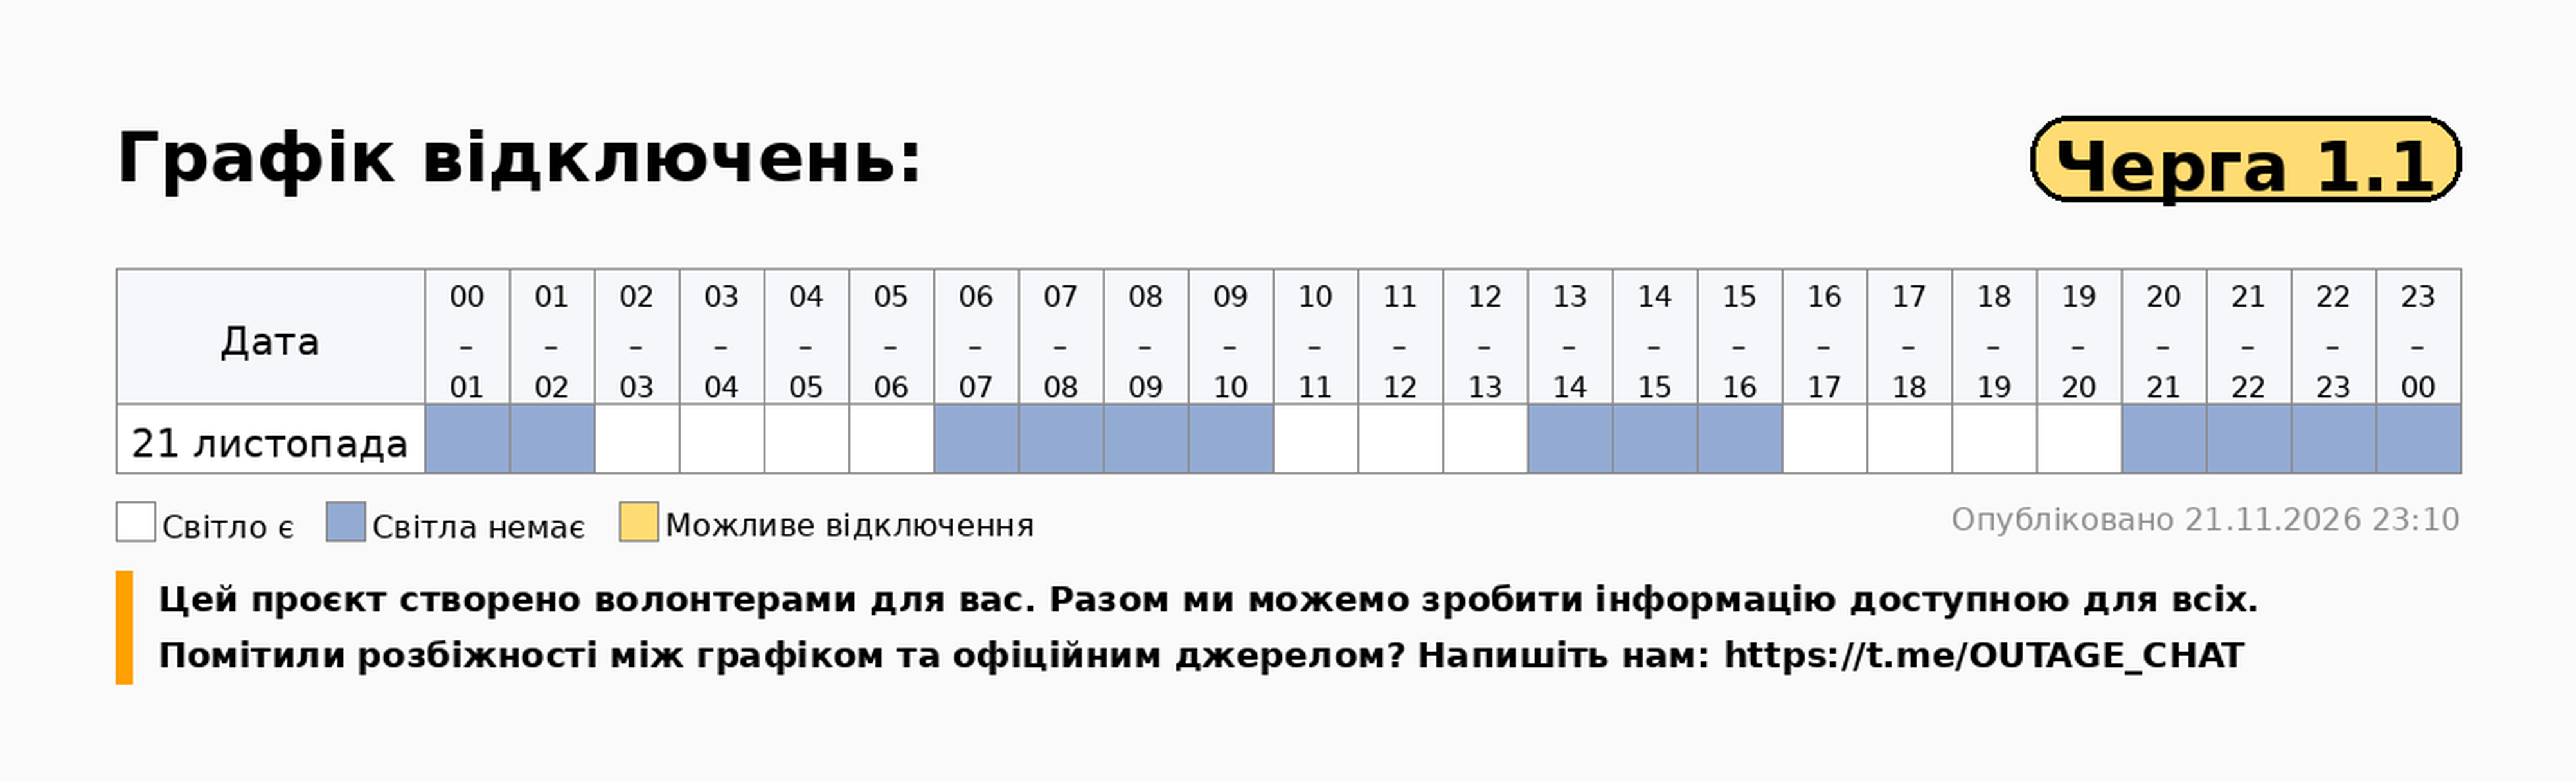 Графік відключень:
Черга 1.1
Дата 00 – 01 01 – 02 02 – 03 03 – 04 04 – 05 05 – 06 06 – 07 07 – 08 08 – 09 09 – 10 10 – 11 11 – 12 12 – 13 13 – 14 14 – 15 15 – 16 16 – 17 17 – 18 18 – 19 19 – 20 20 – 21 21 – 22 22 – 23 23 – 00
21 листопада
Світло є Світла немає Можливе відключення
Опубліковано 21.11.2026 23:10
Цей проєкт створено волонтерами для вас. Разом ми можемо зробити інформацію доступною для всіх.
Помітили розбіжності між графіком та офіційним джерелом? Напишіть нам: https://t.me/OUTAGE_CHAT